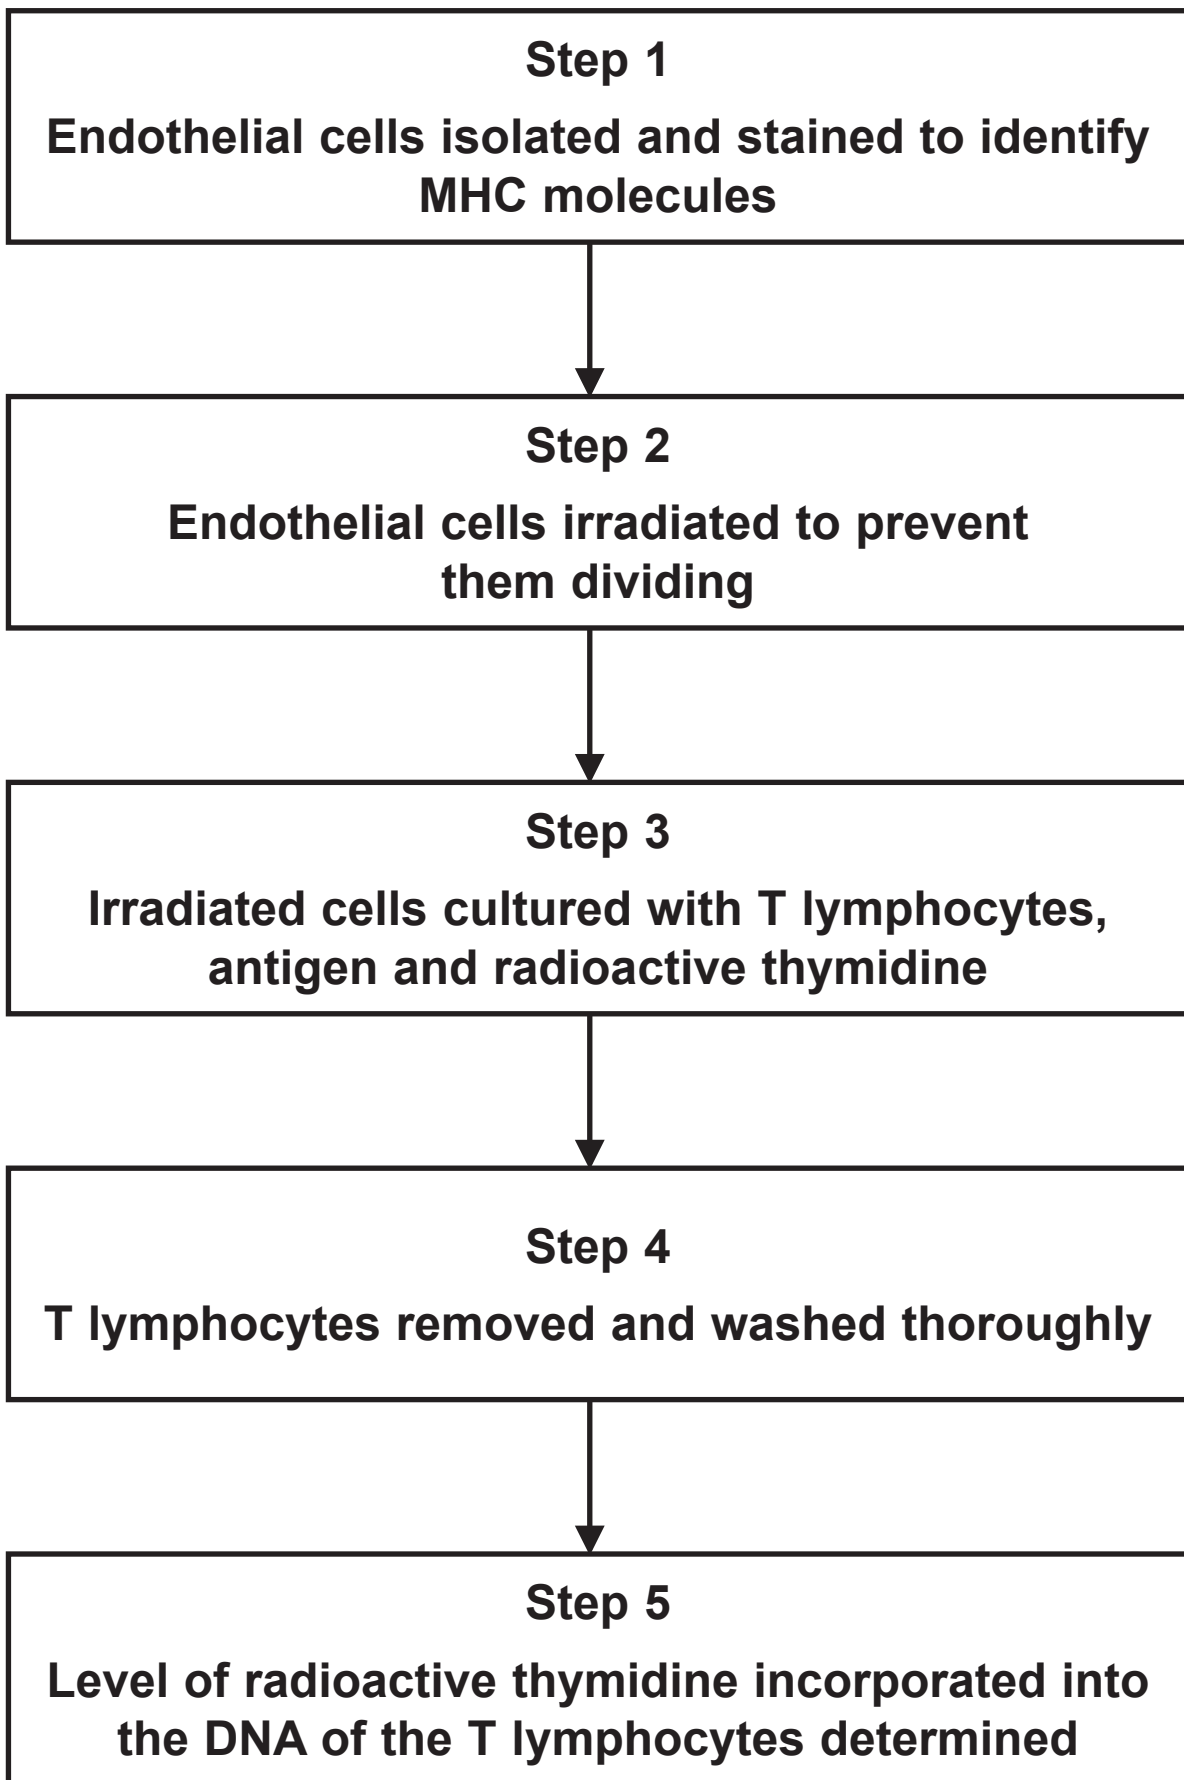 Step 1
Endothelial cells isolated and stained to identify
MHC molecules
Step 2
Endothelial cells irradiated to prevent
them dividing
Step 3
Irradiated cells cultured with T lymphocytes,
antigen and radioactive thymidine
Step 4
T lymphocytes removed and washed thoroughly
Step 5
Level of radioactive thymidine incorporated into
the DNA of the T lymphocytes determined